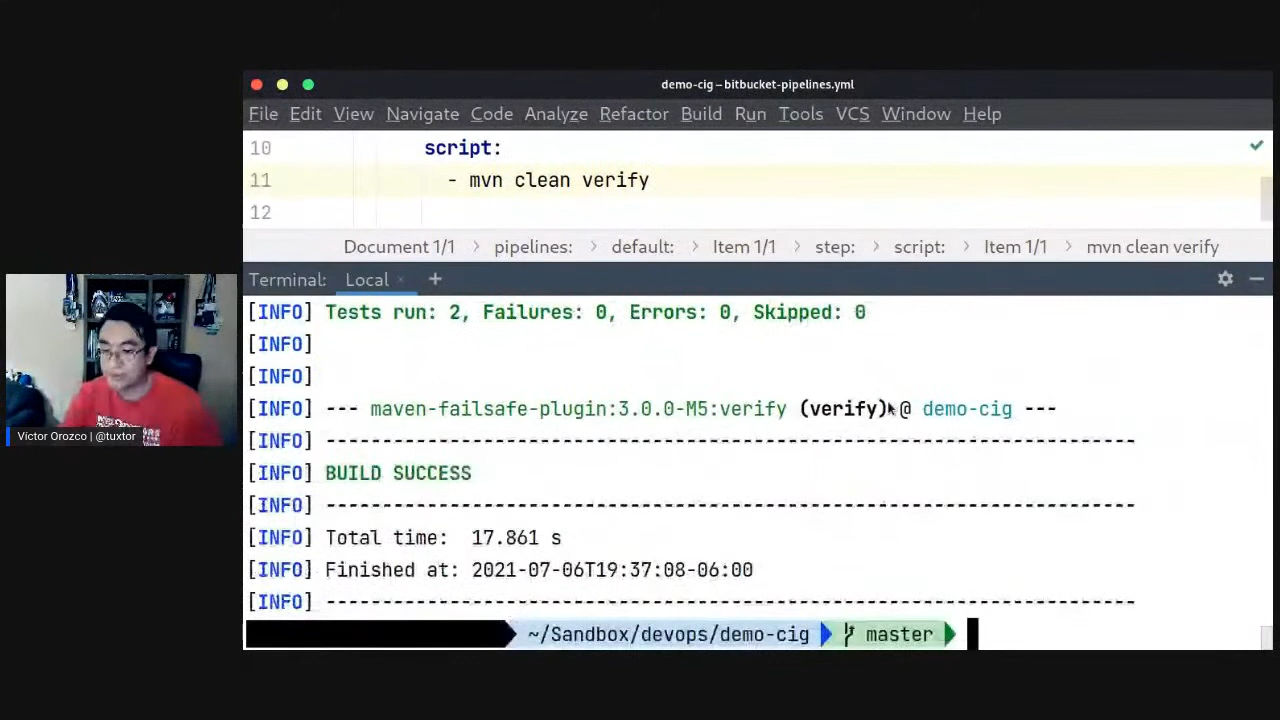 demo-cig – bitbucket-pipelines.yml
File Edit View Navigate Code Analyze Refactor Build Run Tools VCS Window Help
10 script:
11 - mvn clean verify
12
Document 1/1 > pipelines: > default: > Item 1/1 > step: > script: > Item 1/1 > mvn clean verify
Terminal: Local × +
[INFO] Tests run: 2, Failures: 0, Errors: 0, Skipped: 0
[INFO]
[INFO]
[INFO] --- maven-failsafe-plugin:3.0.0-M5:verify (verify) @ demo-cig ---
[INFO] ------------------------------------------------------------------------
[INFO] BUILD SUCCESS
[INFO] ------------------------------------------------------------------------
[INFO] Total time: 17.861 s
[INFO] Finished at: 2021-07-06T19:37:08-06:00
[INFO] ------------------------------------------------------------------------
~/Sandbox/devops/demo-cig master
Víctor Orozco | @tuxtor